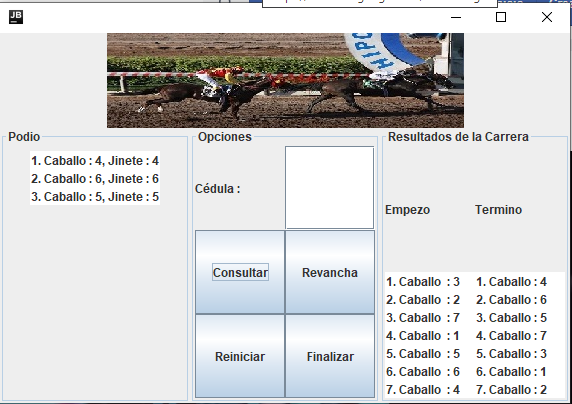 JB
HIPO
Podio
1. Caballo : 4, Jinete : 4
2. Caballo : 6, Jinete : 6
3. Caballo : 5, Jinete : 5
Opciones
Cédula :
Consultar
Revancha
Reiniciar
Finalizar
Resultados de la Carrera
Empezo Termino
1. Caballo : 3 1. Caballo : 4
2. Caballo : 2 2. Caballo : 6
3. Caballo : 7 3. Caballo : 5
4. Caballo : 1 4. Caballo : 7
5. Caballo : 5 5. Caballo : 3
6. Caballo : 6 6. Caballo : 1
7. Caballo : 4 7. Caballo : 2